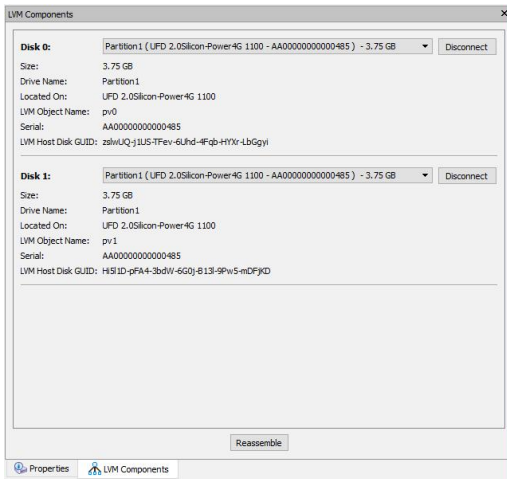 LVM Components
Disk 0: Partition1 ( UFD 2.0Silicon-Power4G 1100 - AA00000000000485 ) - 3.75 GB Disconnect
Size: 3.75 GB
Drive Name: Partition1
Located On: UFD 2.0Silicon-Power4G 1100
LVM Object Name: pv0
Serial: AA00000000000485
LVM Host Disk GUID: zslwUQ-j1US-TFev-6Uhd-4Fqb-HYXr-LbGgyi
Disk 1: Partition1 ( UFD 2.0Silicon-Power4G 1100 - AA00000000000485 ) - 3.75 GB Disconnect
Size: 3.75 GB
Drive Name: Partition1
Located On: UFD 2.0Silicon-Power4G 1100
LVM Object Name: pv1
Serial: AA00000000000485
LVM Host Disk GUID: Hi5l1D-pFA4-3bdW-6G0j-B13l-9Pw5-mDFjKD
Reassemble
Properties LVM Components